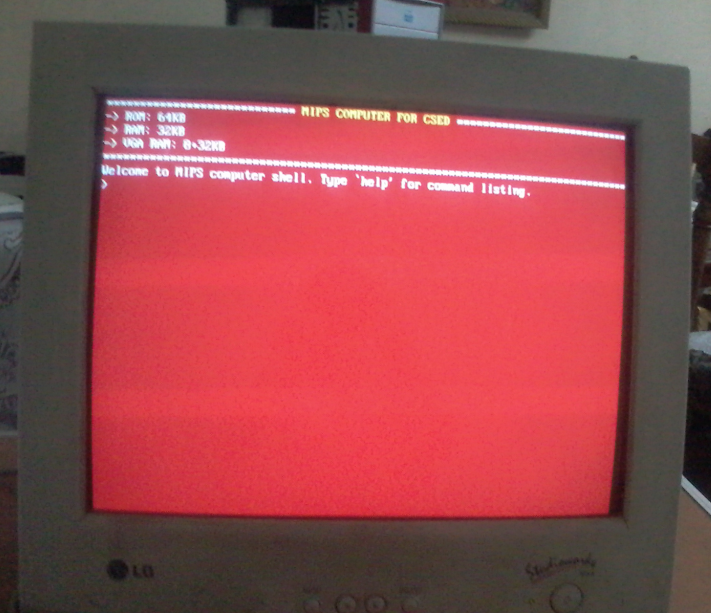 ==================== MIPS COMPUTER FOR CSED ====================
-> ROM: 64KB
-> RAM: 32KB
-> VGA RAM: 8+32KB
Welcome to MIPS computer shell. Type `help' for command listing.
>
LG
Studioworks